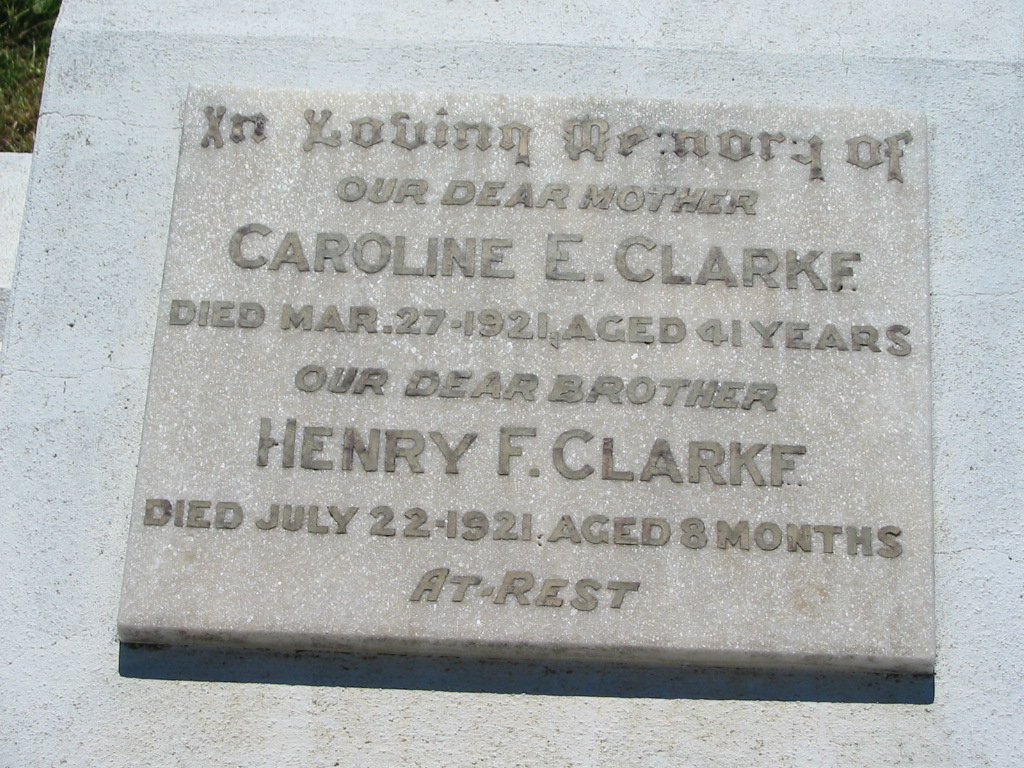 In Loving Memory of
OUR DEAR MOTHER
CAROLINE E. CLARKE
DIED MAR. 27-1921, AGED 41 YEARS
OUR DEAR BROTHER
HENRY F. CLARKE
DIED JULY 22-1921, AGED 8 MONTHS
AT-REST